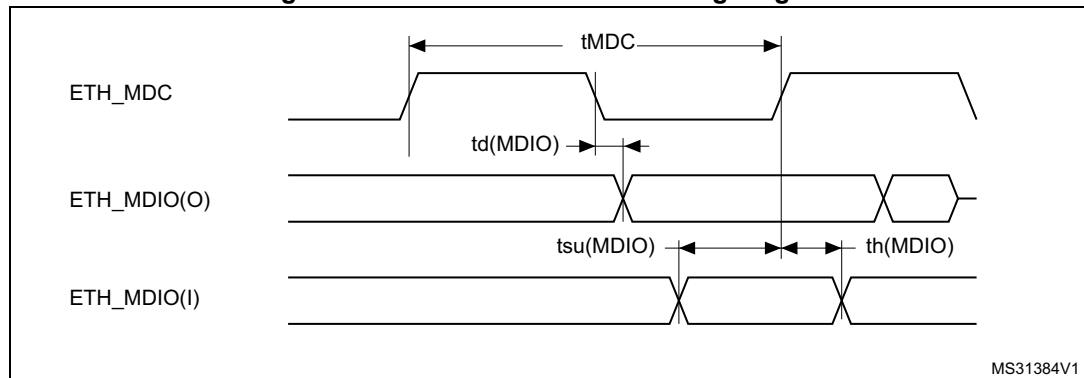 tMDC
ETH_MDC
td(MDIO)
ETH_MDIO(O)
tsu(MDIO)
th(MDIO)
ETH_MDIO(I)
MS31384V1